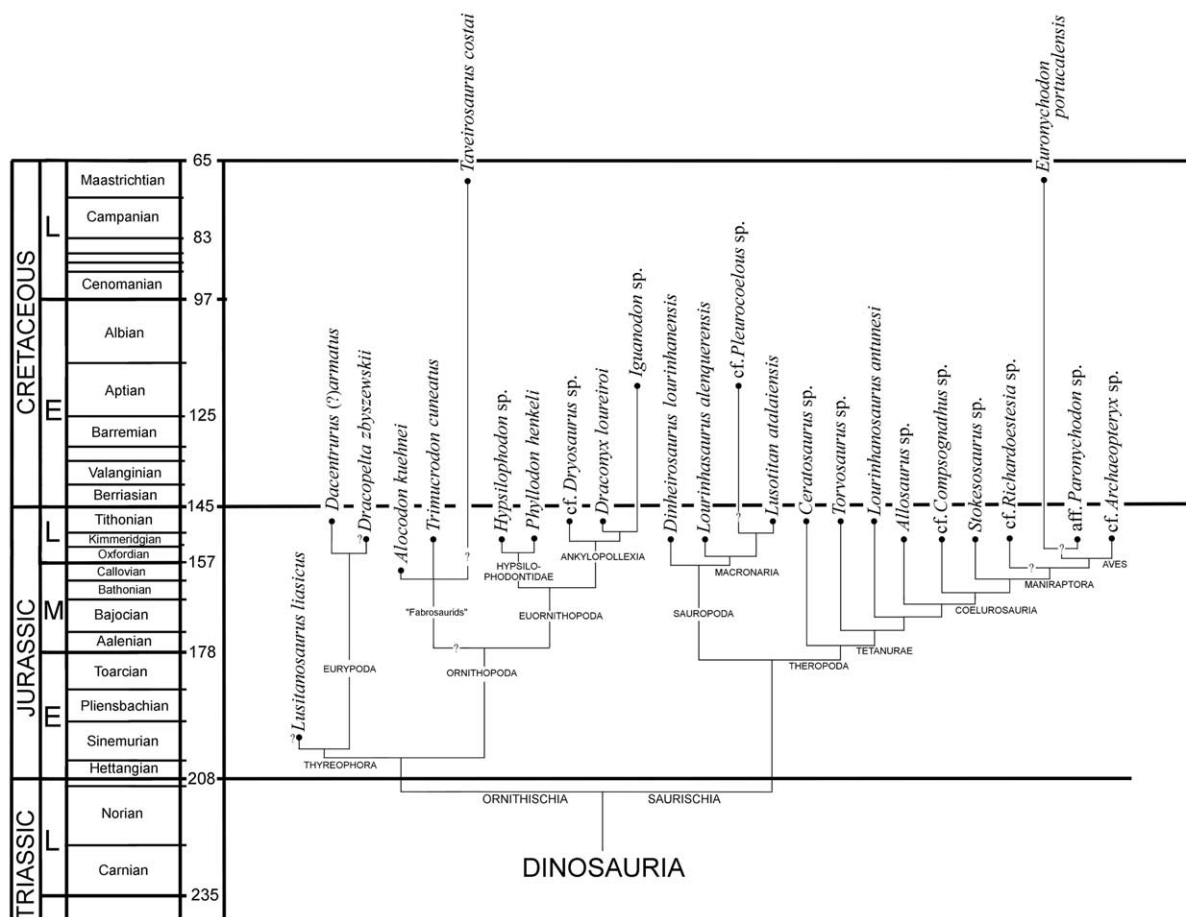 Taveirosaurus costai
Euronychodon
portucalensis
CRETACEOUS
JURASSIC
TRIASSIC
L
E
L
M
E
L
Maastrichtian
Campanian
Cenomanian
Albian
Aptian
Barremian
Valanginian
Berriasian
Tithonian
Kimmeridgian
Oxfordian
Callovian
Bathonian
Bajocian
Aalenian
Toarcian
Pliensbachian
Sinemurian
Hettangian
Norian
Carnian
65
83
97
125
145
157
178
208
235
?Lusitanosaurus liasicus
Dacentrurus (?)armatus
Dracopelta zbyszewskii
?
Alocodon kuehnei
Trimucrodon cuneatus
?
Hypsilophodon sp.
Phyllodon henkeli
cf. Dryosaurus sp.
Draconyx loureiroi
Iguanodon sp.
Dinheirosaurus lourinhanensis
Lourinhasaurus alenquerensis
cf. Pleurocoelous sp.
?
Lusotitan atalaiensis
Ceratosaurus sp.
Torvosaurus sp.
Lourinhanosaurus antunesi
Allosaurus sp.
cf. Compsognathus sp.
Stokesosaurus sp.
cf. Richardoestesia sp.
aff. Paronychodon sp.
cf. Archaeopteryx sp.
?
?
AVES
MANIRAPTORA
COELUROSAURIA
TETANURAE
THEROPODA
MACRONARIA
SAUROPODA
ANKYLOPOLLEXIA
HYPSILO-
PHODONTIDAE
EUORNITHOPODA
"Fabrosaurids"
?
ORNITHOPODA
EURYPODA
THYREOPHORA
ORNITHISCHIA
SAURISCHIA
DINOSAURIA